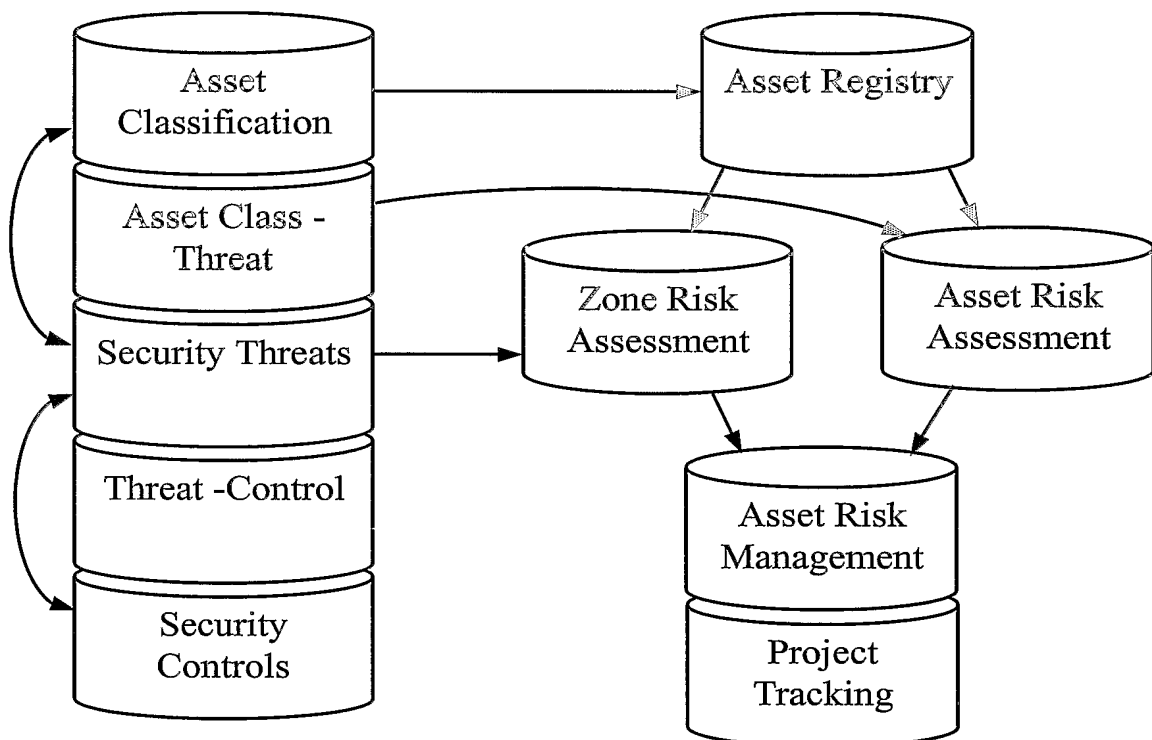 Asset
Classification
Asset Class -
Threat
Security Threats
Threat -Control
Security
Controls
Asset Registry
Zone Risk
Assessment
Asset Risk
Assessment
Asset Risk
Management
Project
Tracking